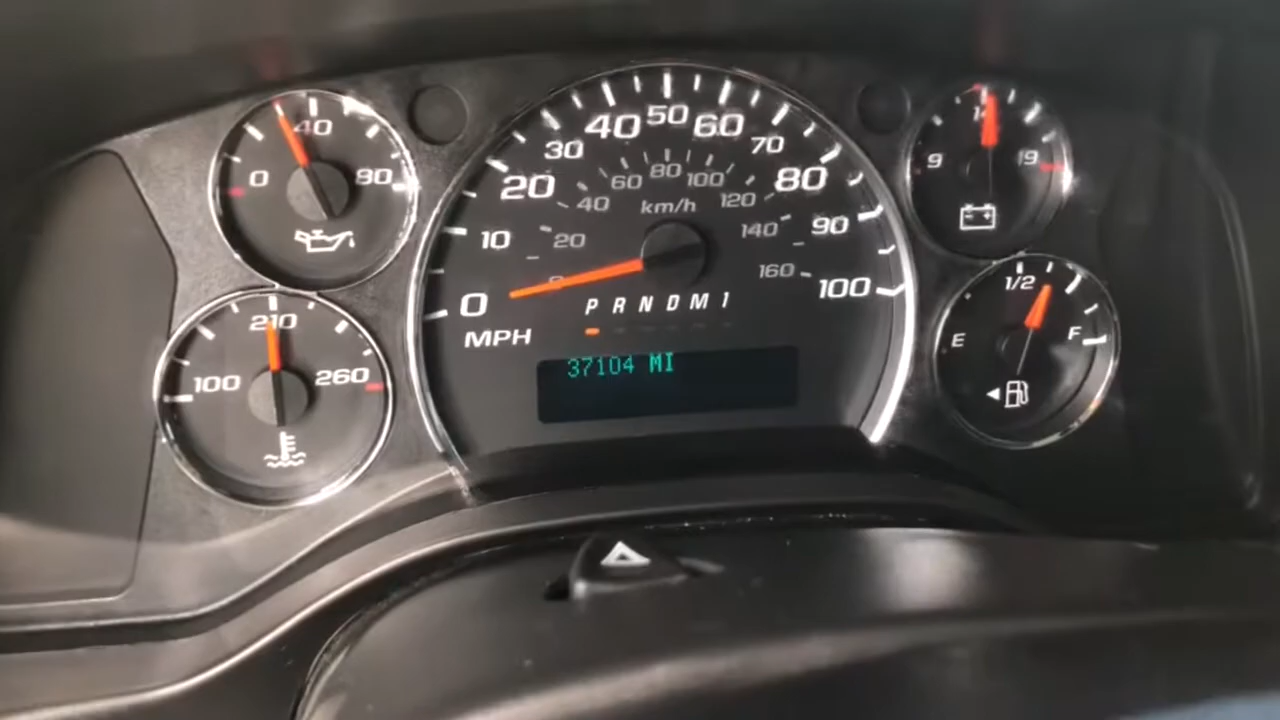 40
0 80
210
100 260
40 50 60
30 70
20 80
10 90
0 100
MPH
60 80 100
40 km/h 120
20 140
0 160
P R N D M 1
37104 MI
14
9 19
1/2
E F